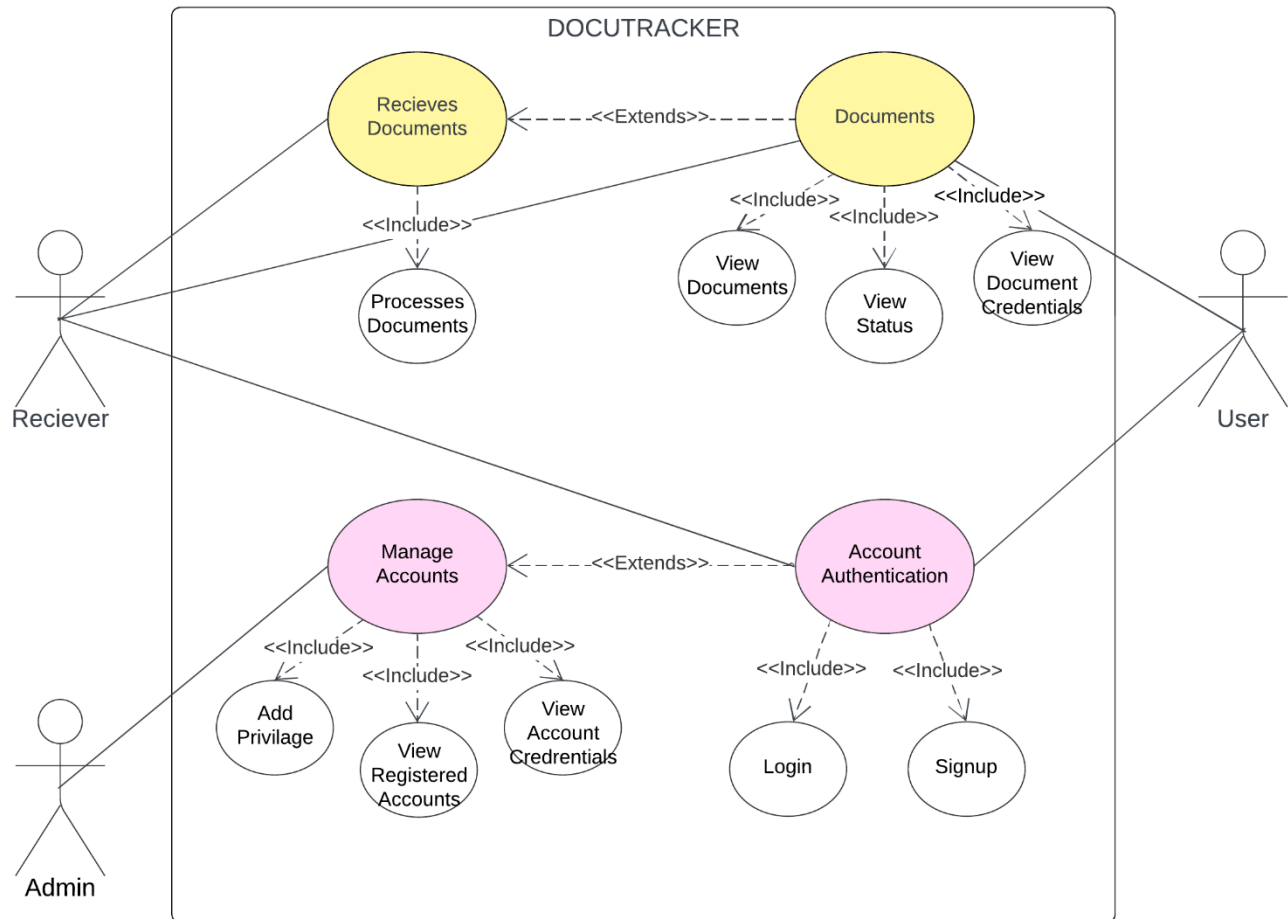 DOCUTRACKER
Recieves
Documents
<<Extends>>
Documents
<<Include>>
<<Include>>
<<Include>>
<<Include>>
Processes
Documents
View
Documents
View
Status
View
Document
Credentials
Reciever
User
Manage
Accounts
<<Extends>>
Account
Authentication
<<Include>>
<<Include>>
<<Include>>
<<Include>>
<<Include>>
Add
Privilage
View
Registered
Accounts
View
Account
Credrentials
Login
Signup
Admin